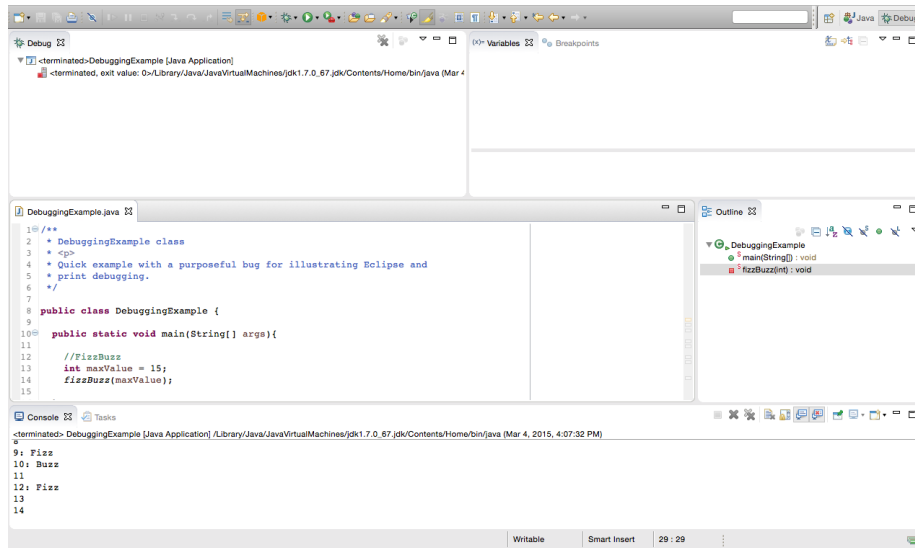 Java Debug
Debug
(x)= Variables Breakpoints
<terminated>DebuggingExample [Java Application]
<terminated, exit value: 0>/Library/Java/JavaVirtualMachines/jdk1.7.0_67.jdk/Contents/Home/bin/java (Mar 4
DebuggingExample.java
1 /**
2 * DebuggingExample class
3 * <p>
4 * Quick example with a purposeful bug for illustrating Eclipse and
5 * print debugging.
6 */
7
8 public class DebuggingExample {
9
10 public static void main(String[] args){
11
12 //FizzBuzz
13 int maxValue = 15;
14 fizzBuzz(maxValue);
15
Outline
DebuggingExample
main(String[]) : void
fizzBuzz(int) : void
Console Tasks
<terminated> DebuggingExample [Java Application] /Library/Java/JavaVirtualMachines/jdk1.7.0_67.jdk/Contents/Home/bin/java (Mar 4, 2015, 4:07:32 PM)
9: Fizz
10: Buzz
11
12: Fizz
13
14
Writable Smart Insert 29 : 29